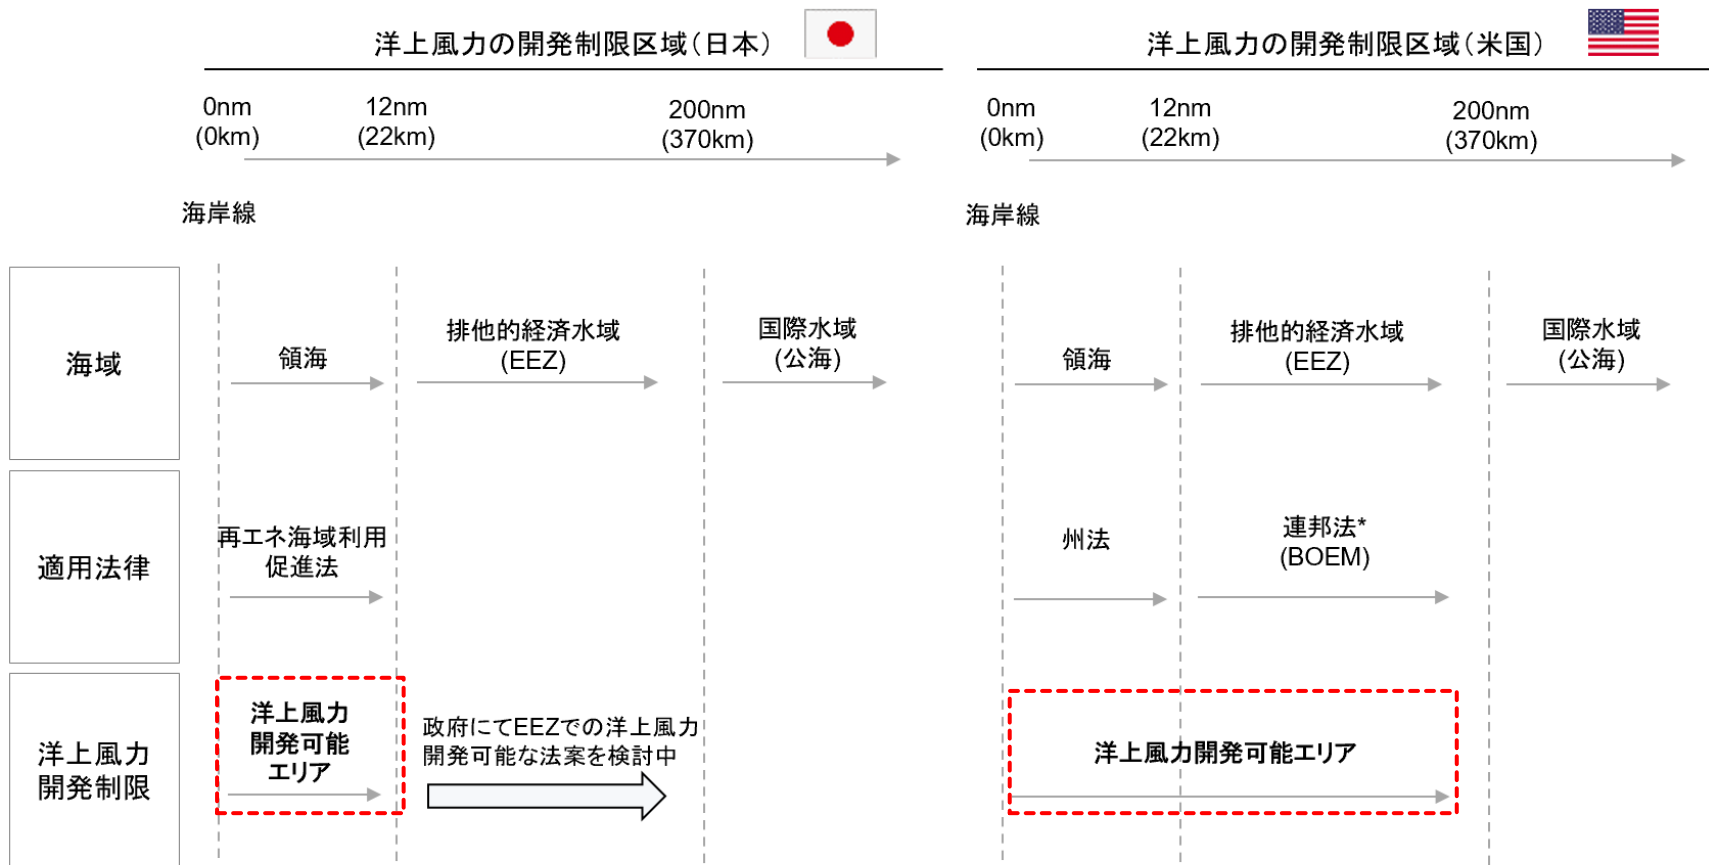 洋上風力の開発制限区域（日本）
洋上風力の開発制限区域（米国）
0nm
(0km)
12nm
(22km)
200nm
(370km)
0nm
(0km)
12nm
(22km)
200nm
(370km)
海岸線
海岸線
海域
領海
排他的経済水域
(EEZ)
国際水域
(公海)
領海
排他的経済水域
(EEZ)
国際水域
(公海)
適用法律
再エネ海域利用
促進法
州法
連邦法*
(BOEM)
洋上風力
開発制限
洋上風力
開発可能
エリア
政府にてEEZでの洋上風力
開発可能な法案を検討中
洋上風力開発可能エリア